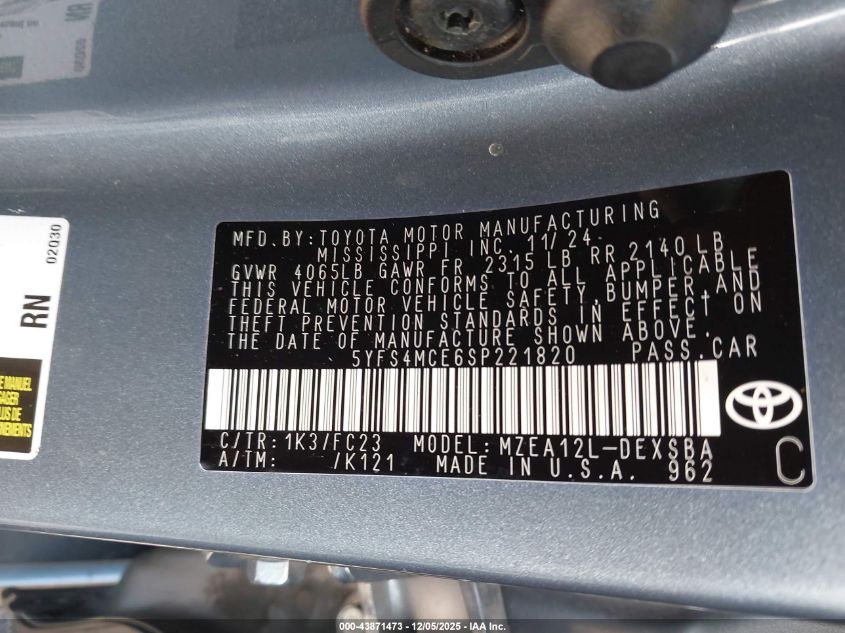 MFD.BY:TOYOTA MOTOR MANUFACTURING
MISSISSIPPI INC. 11/24
GVWR 4065LB GAWR FR 2315 LB RR 2140 LB
THIS VEHICLE CONFORMS TO ALL APPLICABLE
FEDERAL MOTOR VEHICLE SAFETY,BUMPER,AND
THEFT PREVENTION STANDARDS IN EFFECT ON
THE DATE OF MANUFACTURE SHOWN ABOVE.
5YFS4MCE6SP221820 PASS.CAR
C/TR: 1K3/FC23 MODEL: MZEA12L-DEXSBA
A/TM: /K121 MADE IN U.S.A. 962
C
02030
RN
000-43871473 - 12/05/2025 - IAA Inc.